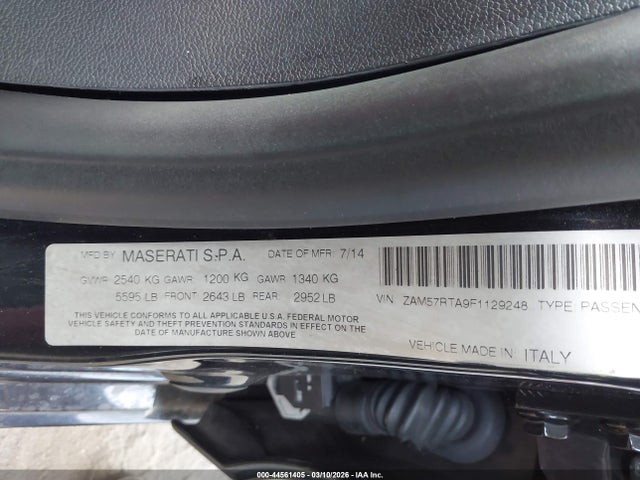 MFD BY MASERATI S.P.A. DATE OF MFR 7/14
GVWR 2540 KG GAWR 1200 KG GAWR 1340 KG
5595 LB FRONT 2643 LB REAR 2952 LB
THIS VEHICLE CONFORMS TO ALL APPLICABLE U.S.A. FEDERAL MOTOR
VEHICLE SAFETY AND THEFT PREVENTION STANDARDS IN EFFECT ON THE
DATE OF MANUFACTURE SHOWN ABOVE
VIN ZAM57RTA9F1129248 TYPE PASSEN
VEHICLE MADE IN ITALY
000-44561405 - 03/10/2026 - IAA Inc.